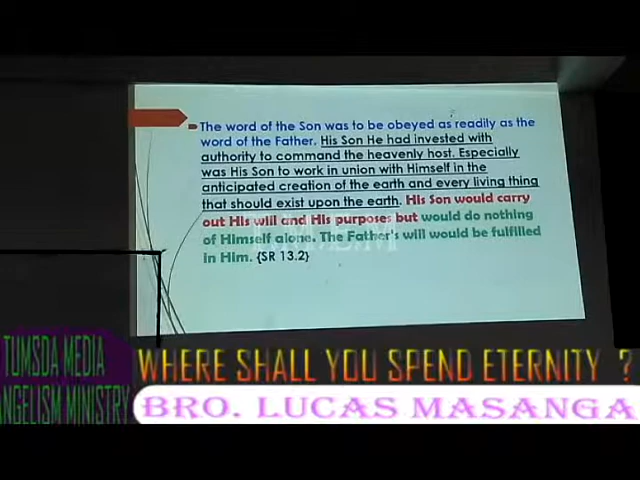 The word of the Son was to be obeyed as readily as the
word of the Father. His Son He had invested with
authority to command the heavenly host. Especially
was His Son to work in union with Himself in the
anticipated creation of the earth and every living thing
that should exist upon the earth. His Son would carry
out His will and His purposes but would do nothing
of Himself alone. The Father's will would be fulfilled
in Him. {SR 13.2}
T.M.E.M
TUMSDA MEDIA
ANGELISM MINISTRY
WHERE SHALL YOU SPEND ETERNITY ?
BRO. LUCAS MASANGA